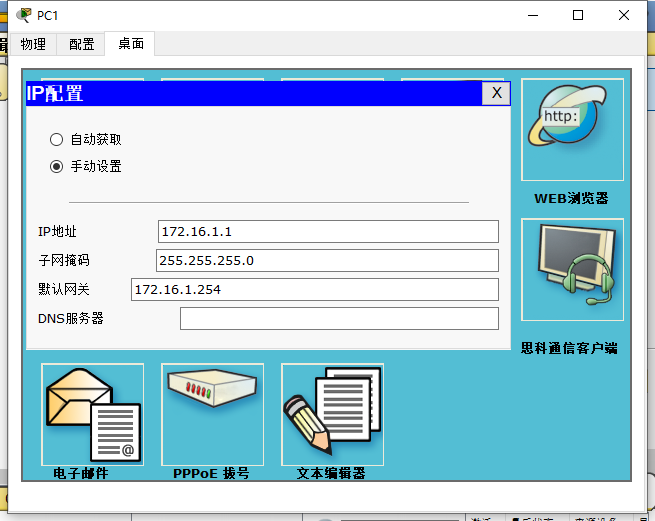 PC1
物理 配置 桌面
IP配置 X
自动获取
手动设置
IP地址 172.16.1.1
子网掩码 255.255.255.0
默认网关 172.16.1.254
DNS服务器
http:
WEB浏览器
思科通信客户端
@
电子邮件 PPPoE 拨号 文本编辑器